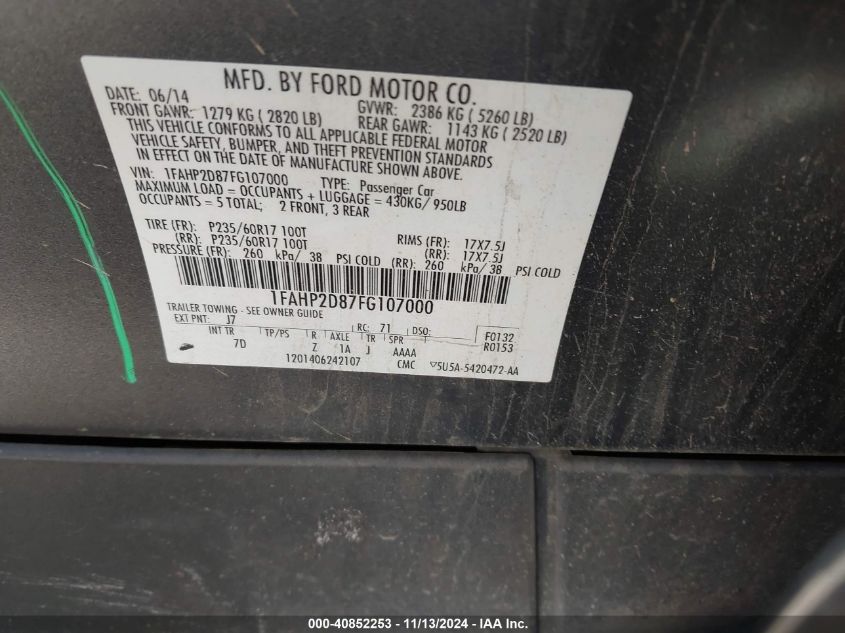 MFD. BY FORD MOTOR CO.
DATE: 06/14 GVWR: 2386 KG ( 5260 LB)
FRONT GAWR: 1279 KG ( 2820 LB) REAR GAWR: 1143 KG ( 2520 LB)
THIS VEHICLE CONFORMS TO ALL APPLICABLE FEDERAL MOTOR
VEHICLE SAFETY, BUMPER, AND THEFT PREVENTION STANDARDS
IN EFFECT ON THE DATE OF MANUFACTURE SHOWN ABOVE.
VIN: 1FAHP2D87FG107000 TYPE: Passenger Car
MAXIMUM LOAD = OCCUPANTS + LUGGAGE = 430KG/ 950LB
OCCUPANTS = 5 TOTAL; 2 FRONT, 3 REAR
TIRE (FR): P235/60R17 100T RIMS (FR): 17X7.5J
(RR): P235/60R17 100T (RR): 17X7.5J
PRESSURE (FR): 260 kPa/ 38 PSI COLD (RR): 260 kPa/ 38 PSI COLD
1FAHP2D87FG107000
TRAILER TOWING - SEE OWNER GUIDE
EXT PNT: J7 RC: 71 DSO: F0132
INT TR TP/PS R AXLE TR SPR R0153
7D Z 1A J AAAA
1201406242107 CMC ▽5U5A-5420472-AA
000-40852253 - 11/13/2024 - IAA Inc.